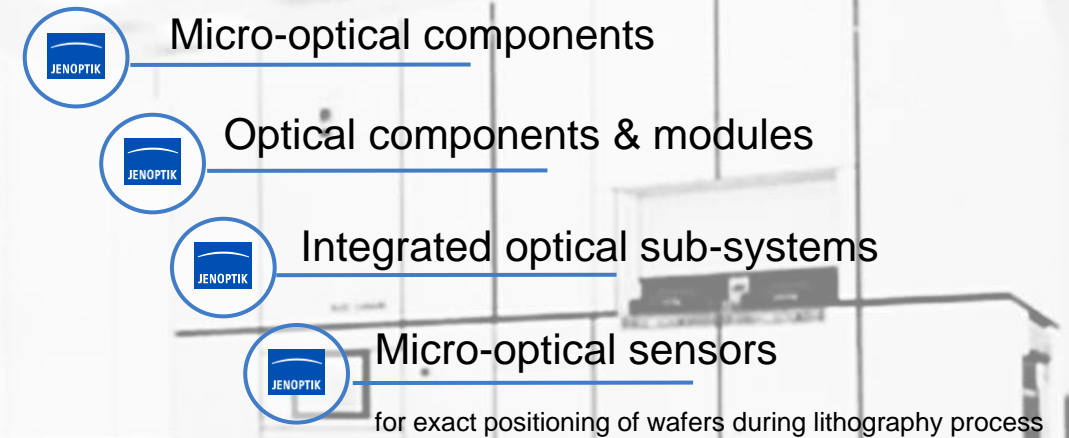 JENOPTIK
Micro-optical components
JENOPTIK
Optical components & modules
JENOPTIK
Integrated optical sub-systems
JENOPTIK
Micro-optical sensors
for exact positioning of wafers during lithography process